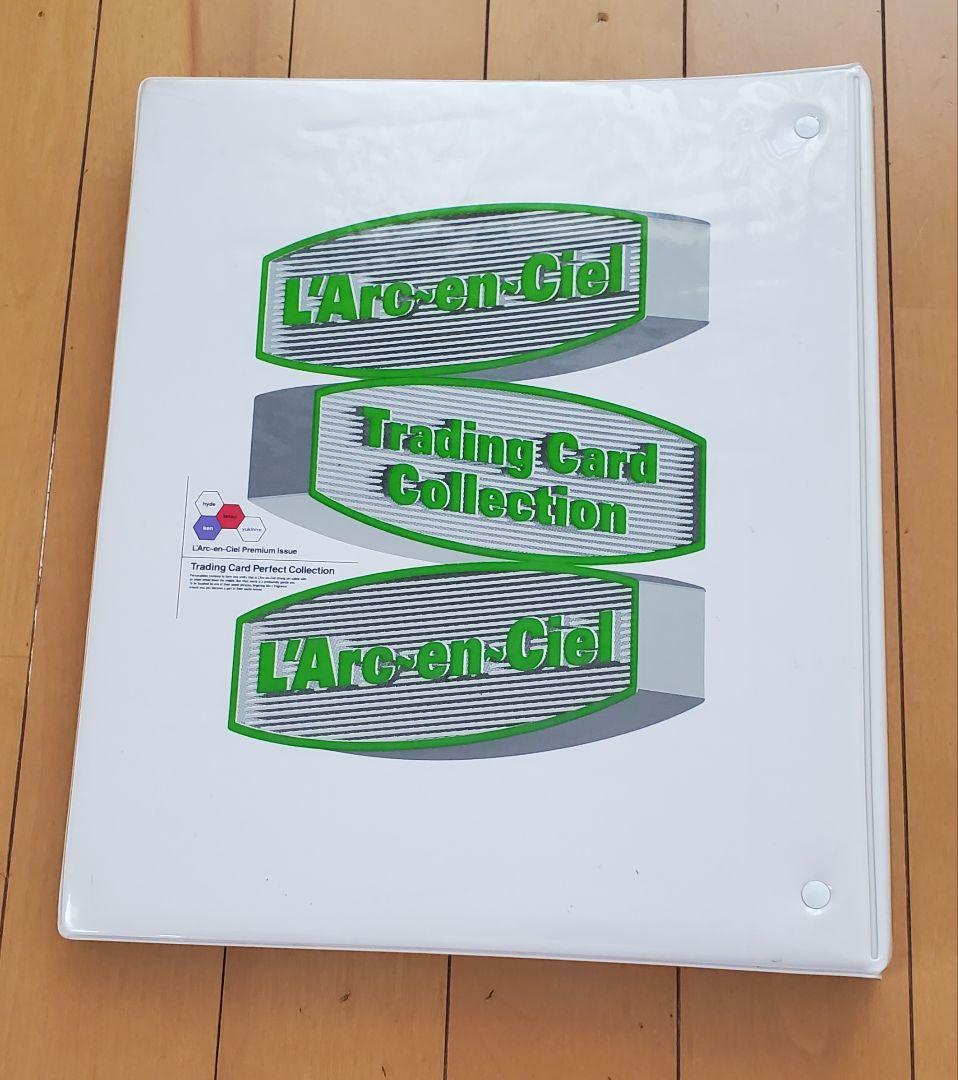 L'Arc~en~Ciel
Trading Card
Collection
hyde
tetsu
ken
yukihiro
L'Arc-en-Ciel Premium Issue
Trading Card Perfect Collection
L'Arc~en~Ciel